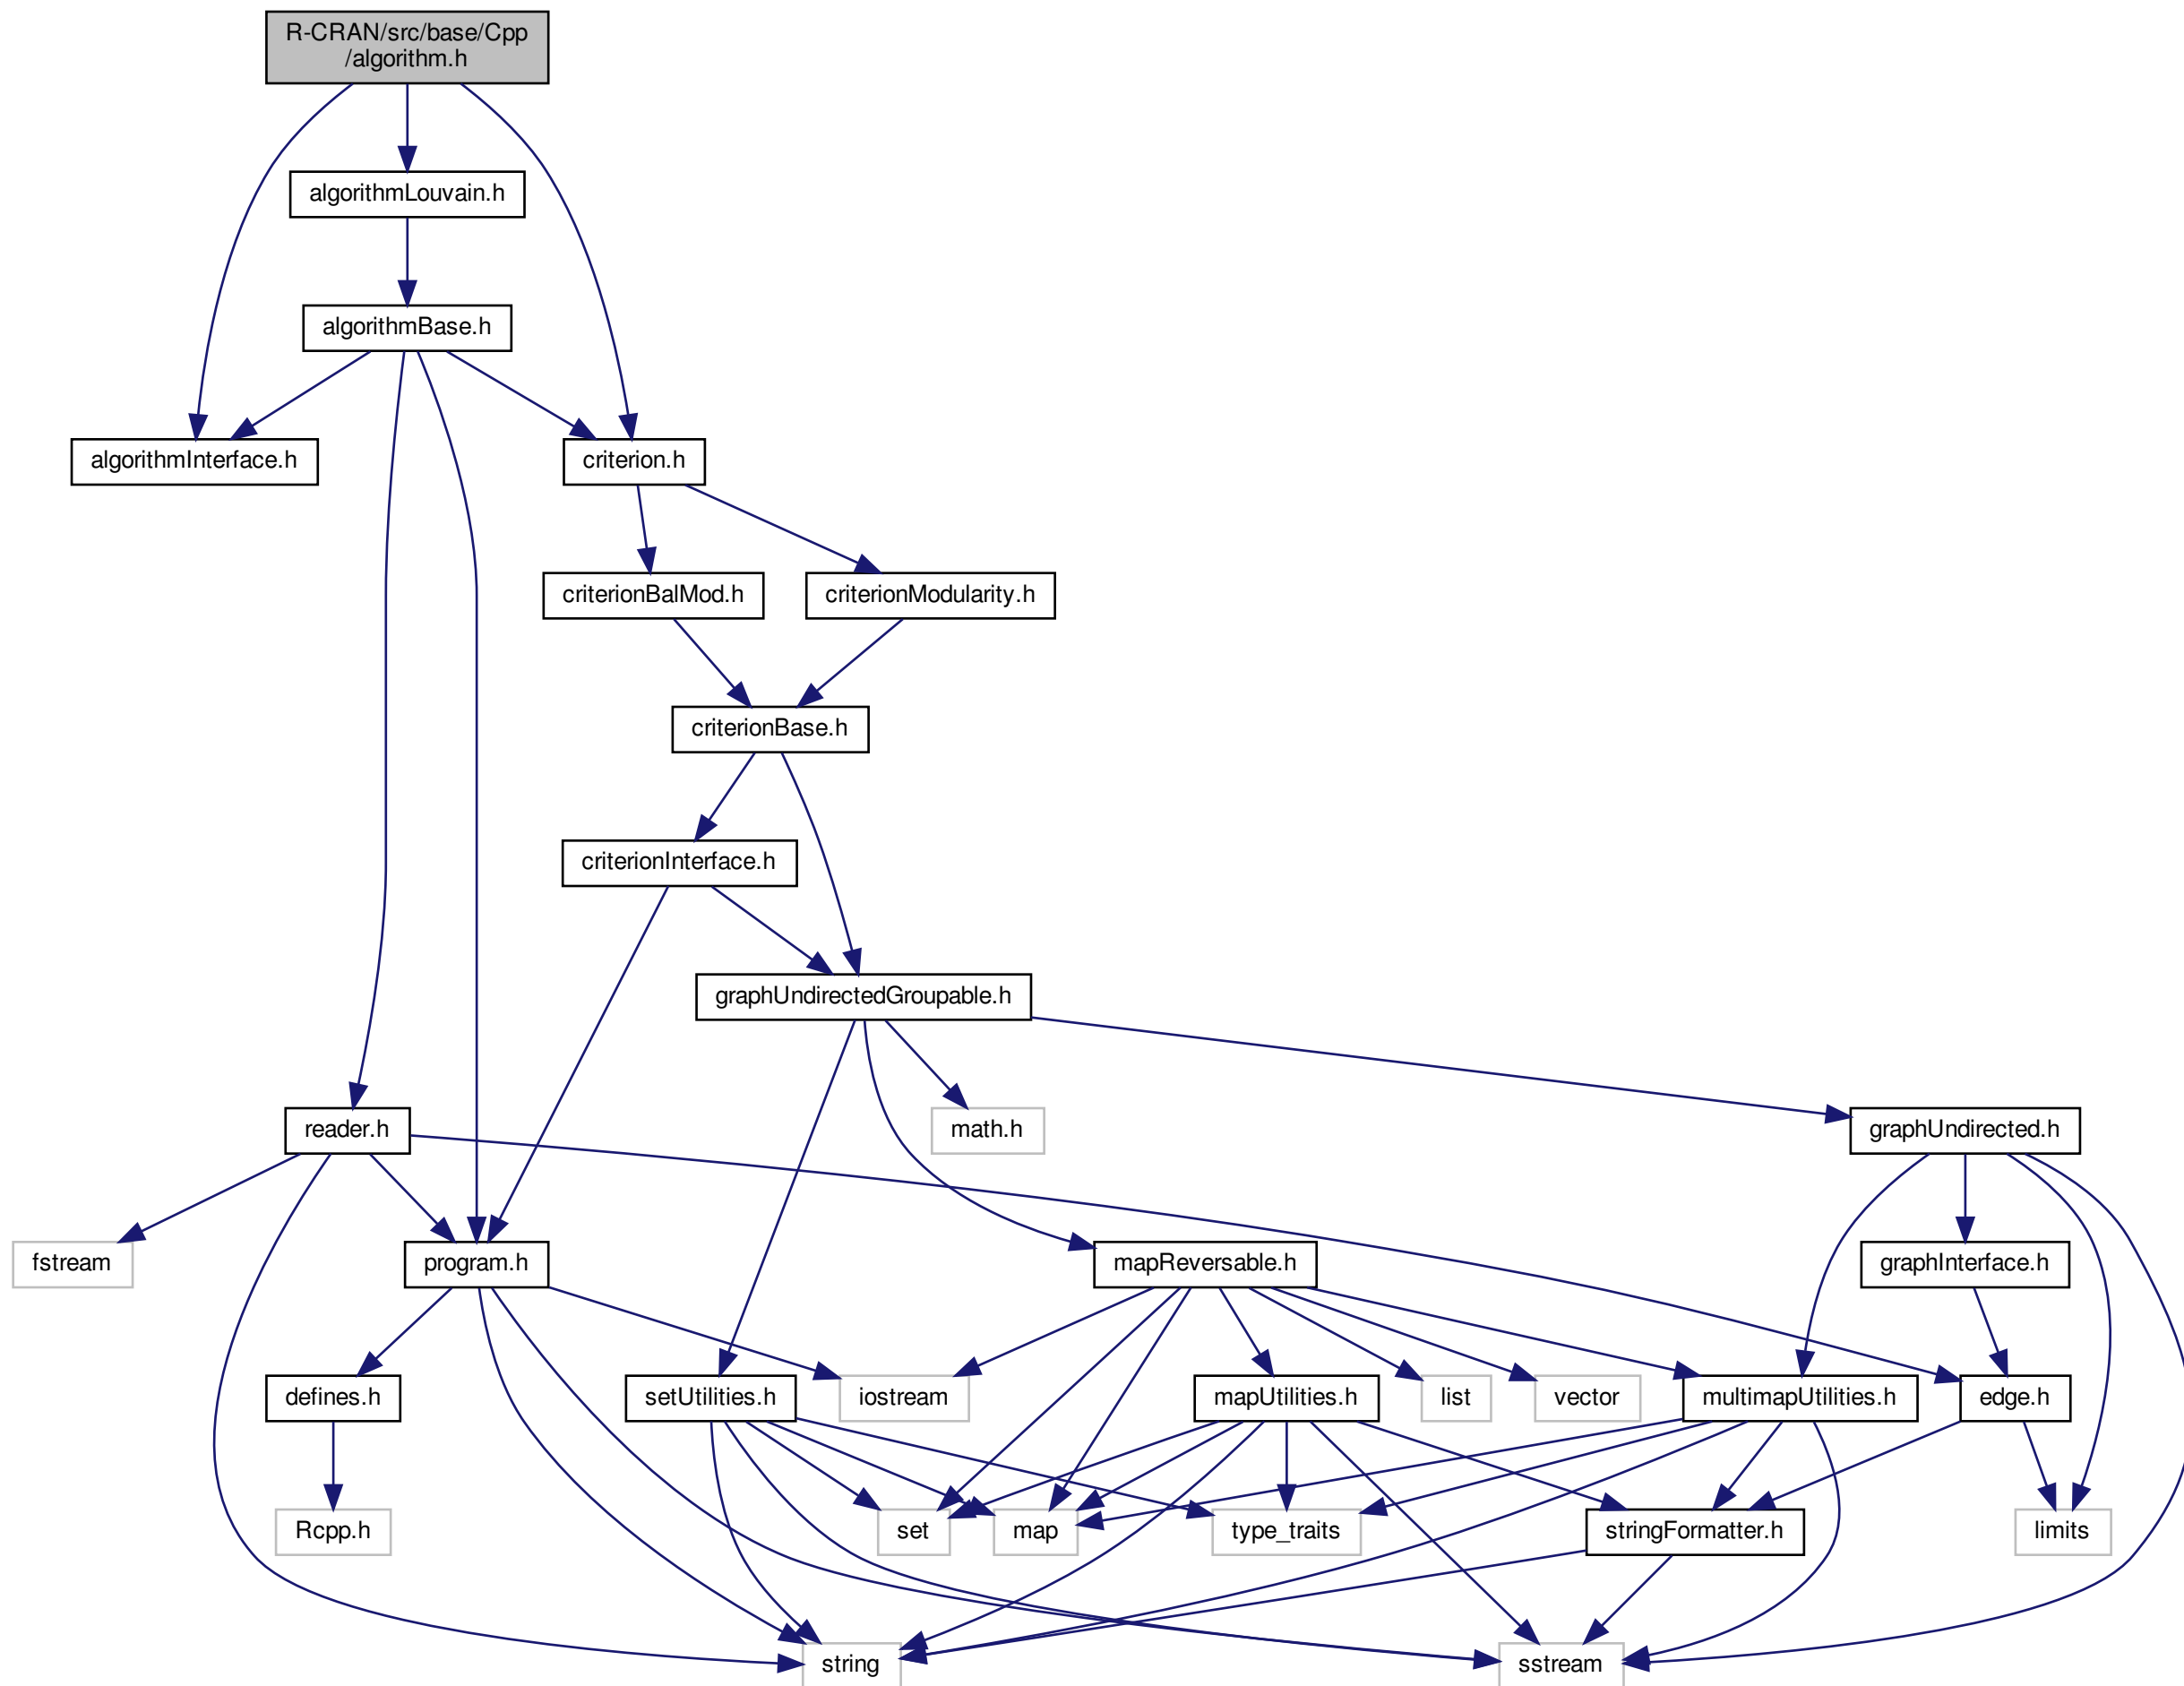 R-CRAN/src/base/Cpp
/algorithm.h
algorithmLouvain.h
algorithmBase.h
algorithmInterface.h
criterion.h
criterionBalMod.h
criterionModularity.h
criterionBase.h
criterionInterface.h
graphUndirectedGroupable.h
reader.h
math.h
graphUndirected.h
fstream
program.h
mapReversable.h
graphInterface.h
defines.h
setUtilities.h
iostream
mapUtilities.h
list
vector
multimapUtilities.h
edge.h
Rcpp.h
set
map
type_traits
stringFormatter.h
limits
string
sstream